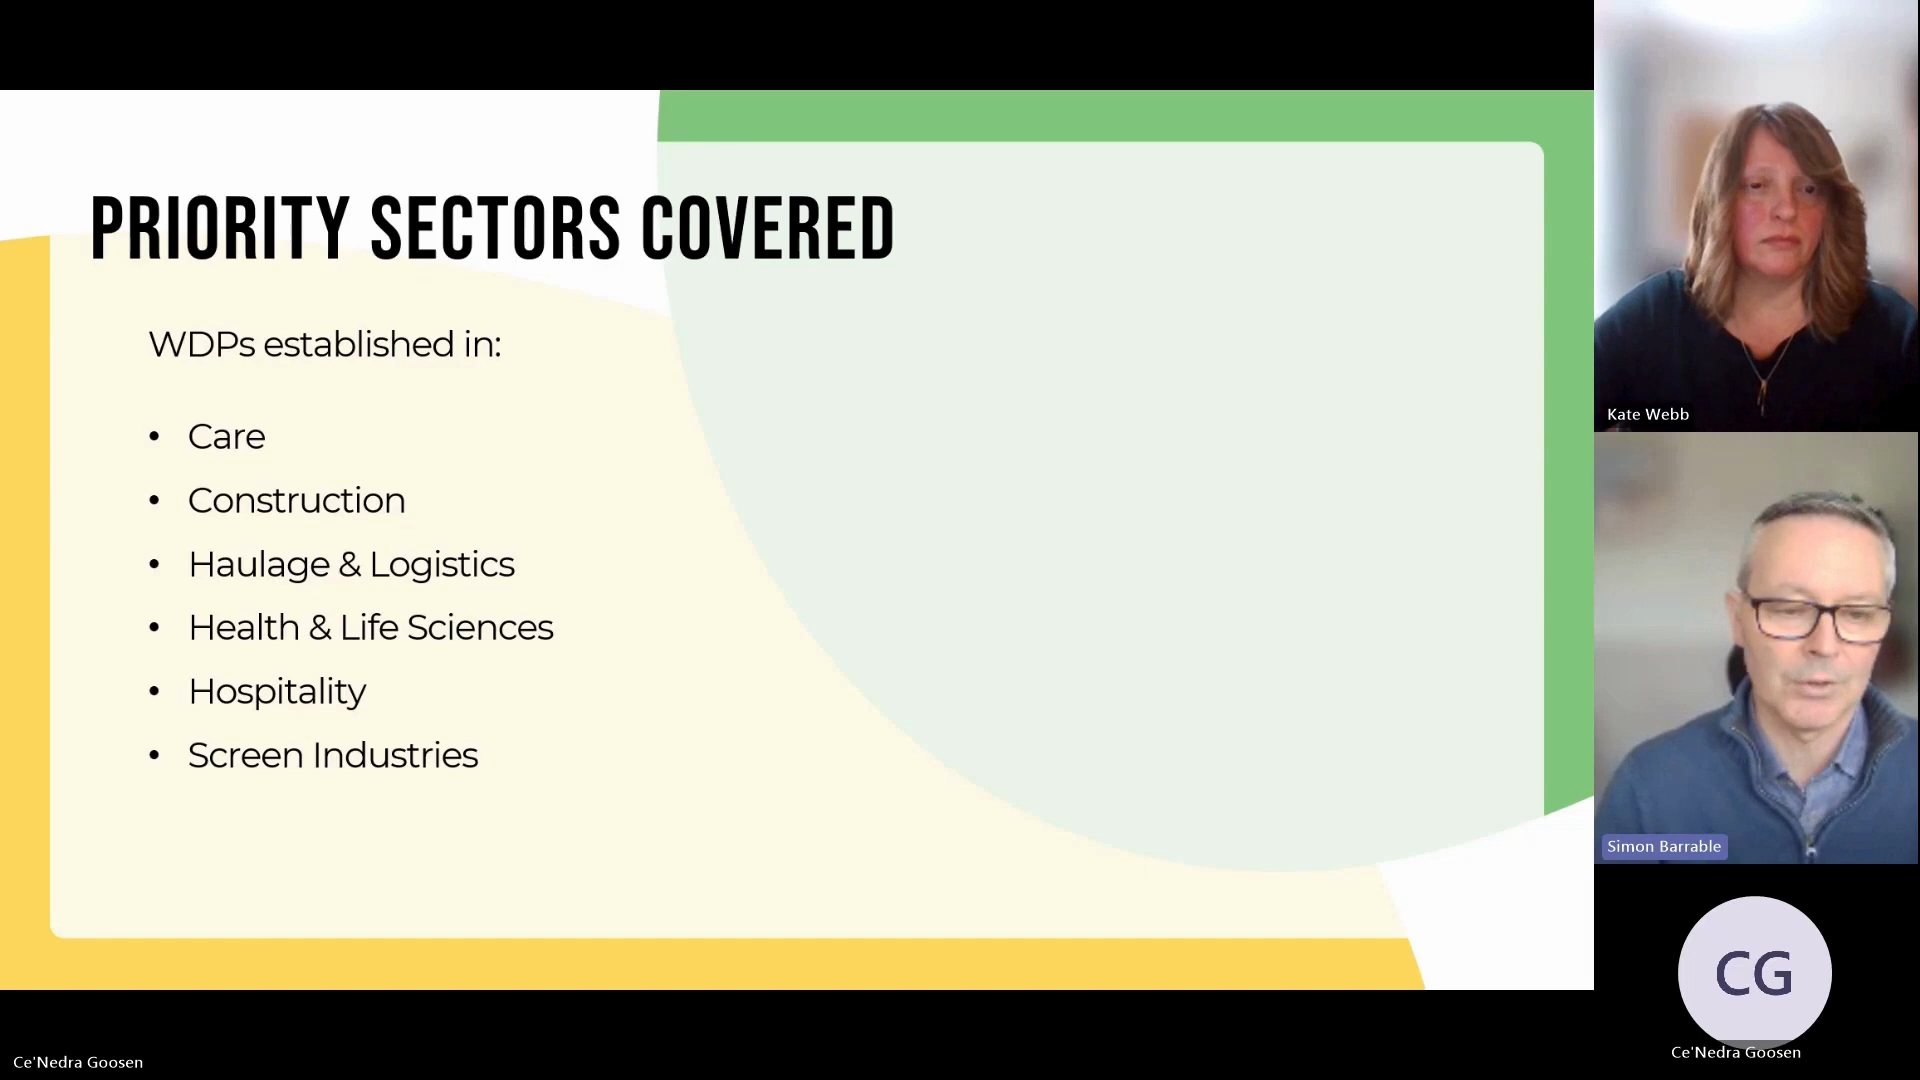 PRIORITY SECTORS COVERED
WDPs established in:
• Care
• Construction
• Haulage & Logistics
• Health & Life Sciences
• Hospitality
• Screen Industries
Kate Webb
Simon Barrable
CG
Ce'Nedra Goosen
Ce'Nedra Goosen